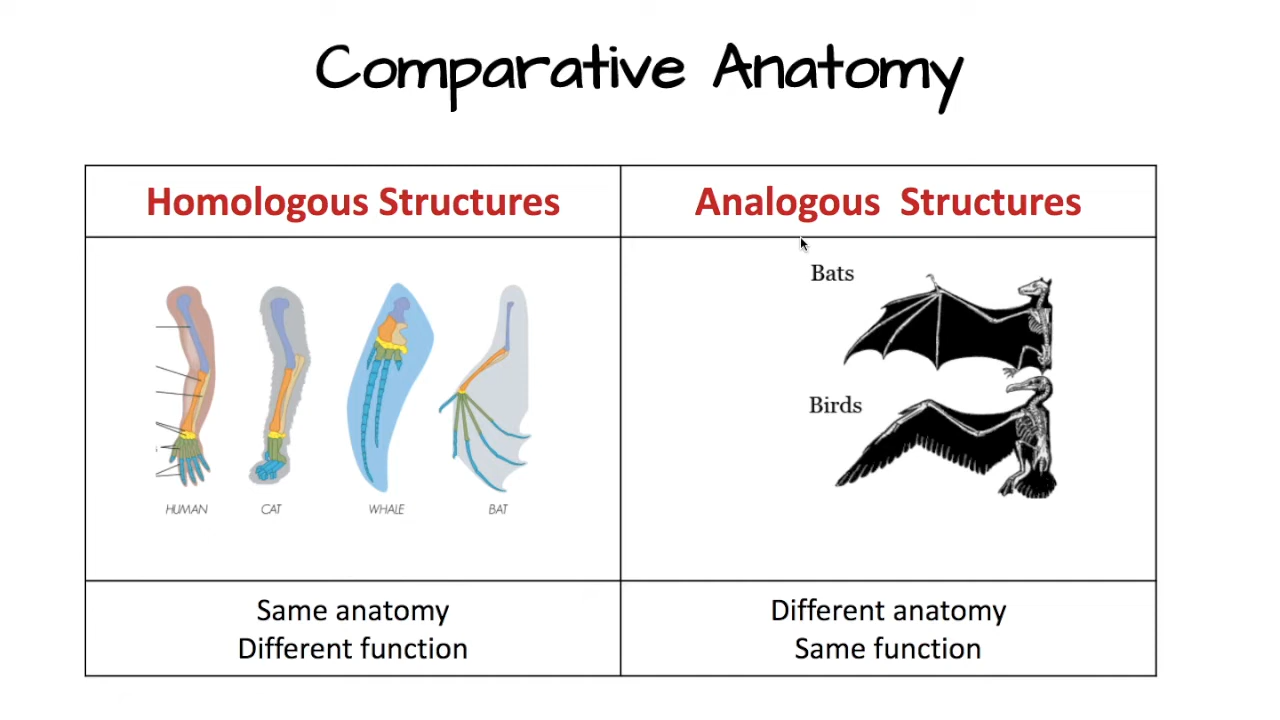 Comparative Anatomy
Homologous Structures
Analogous Structures
HUMAN
CAT
WHALE
BAT
Bats
Birds
Same anatomy
Different function
Different anatomy
Same function